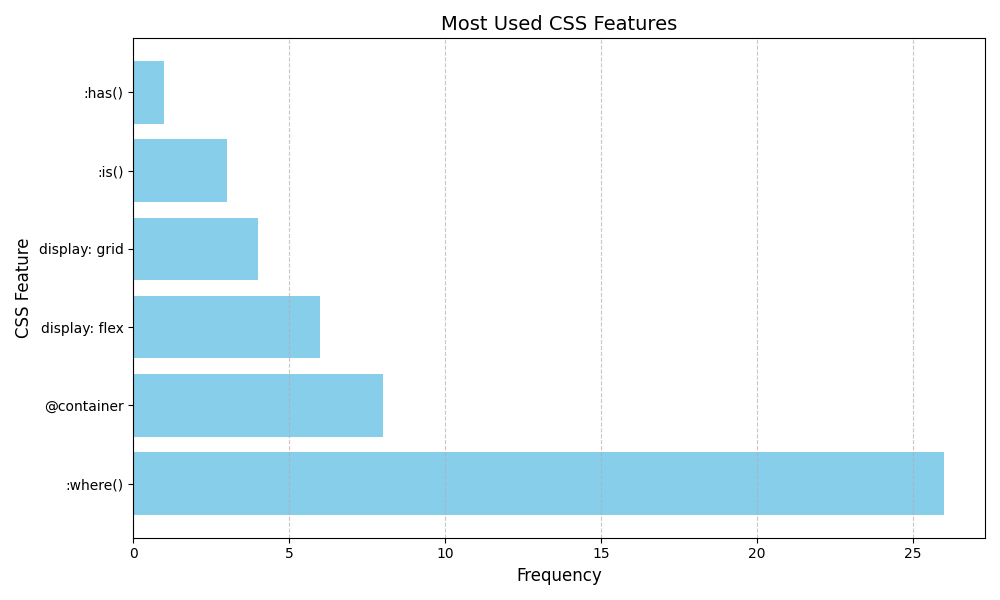 Most Used CSS Features
CSS Feature
:has()
:is()
display: grid
display: flex
@container
:where()
0 5 10 15 20 25
Frequency